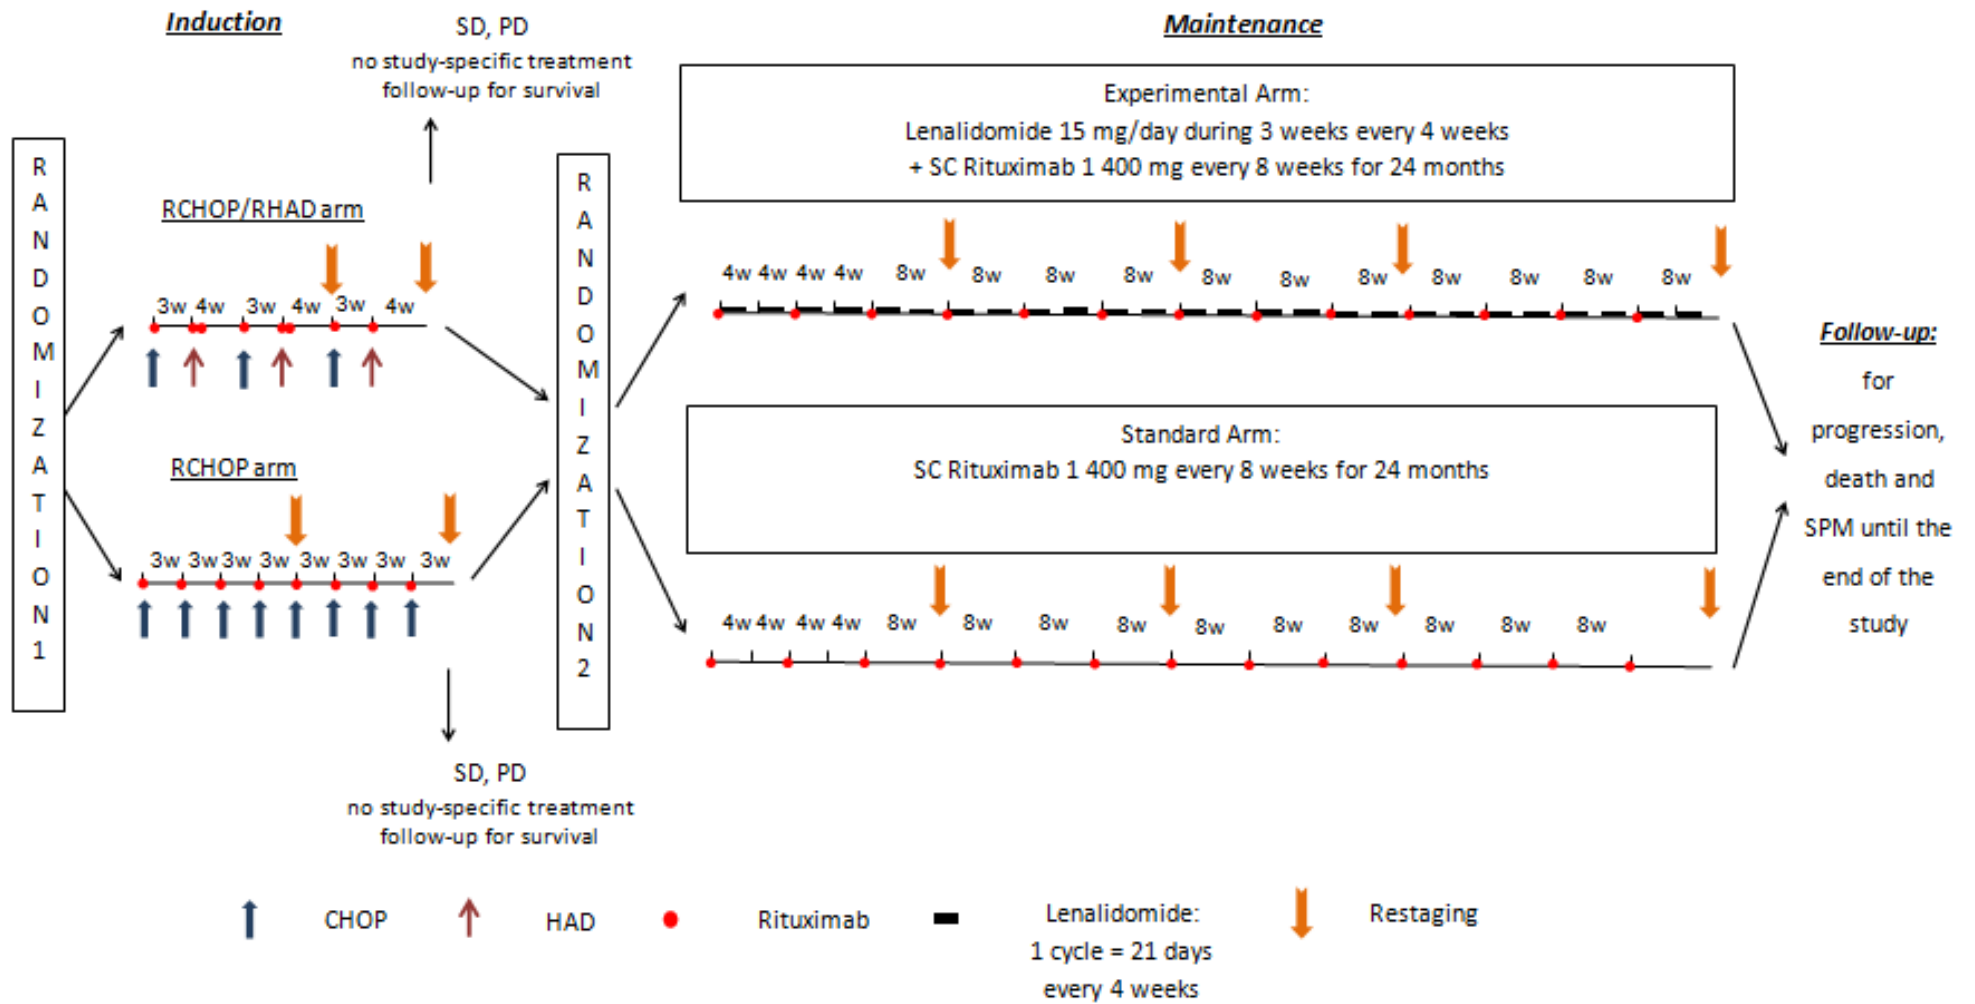 Induction
SD, PD
no study-specific treatment
follow-up for survival
Maintenance
Experimental Arm:
Lenalidomide 15 mg/day during 3 weeks every 4 weeks
+ SC Rituximab 1 400 mg every 8 weeks for 24 months
RANDOMIZATION1
RCHOP/RHAD arm
3w 4w 3w 4w 3w 4w
RCHOP arm
3w 3w 3w 3w 3w 3w 3w 3w
SD, PD
no study-specific treatment
follow-up for survival
RANDOMIZATION2
4w 4w 4w 4w 8w 8w 8w 8w 8w 8w 8w 8w 8w 8w 8w
Standard Arm:
SC Rituximab 1 400 mg every 8 weeks for 24 months
4w 4w 4w 4w 8w 8w 8w 8w 8w 8w 8w 8w 8w 8w
Follow-up:
for
progression,
death and
SPM until the
end of the
study
CHOP
HAD
Rituximab
Lenalidomide:
1 cycle = 21 days
every 4 weeks
Restaging